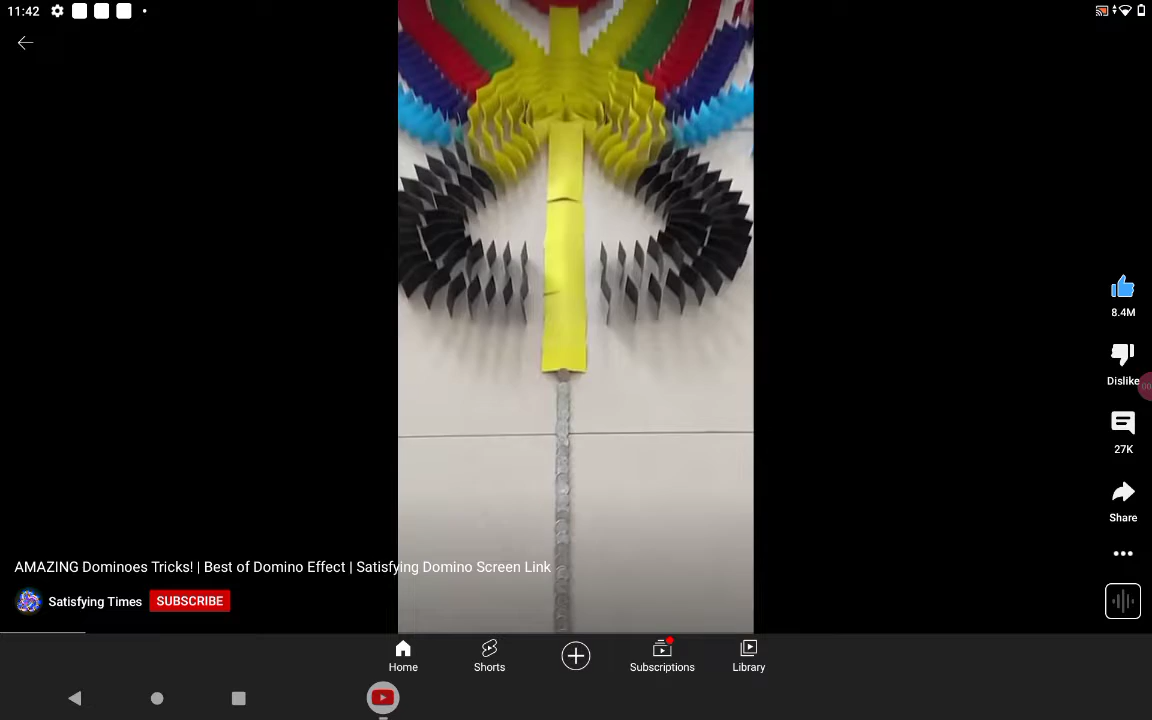 11:42
8.4M
Dislike
27K
Share
AMAZING Dominoes Tricks! | Best of Domino Effect | Satisfying Domino Screen Link
Satisfying Times SUBSCRIBE
Home Shorts Subscriptions Library